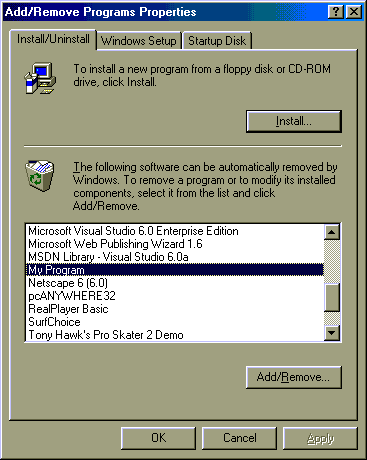 Add/Remove Programs Properties
Install/Uninstall
Windows Setup
Startup Disk
To install a new program from a floppy disk or CD-ROM
drive, click Install.
Install...
The following software can be automatically removed by
Windows. To remove a program or to modify its installed
components, select it from the list and click
Add/Remove.
Microsoft Visual Studio 6.0 Enterprise Edition
Microsoft Web Publishing Wizard 1.6
MSDN Library - Visual Studio 6.0a
My Program
Netscape 6 (6.0)
pcANYWHERE32
RealPlayer Basic
SurfChoice
Tony Hawk's Pro Skater 2 Demo
Add/Remove...
OK
Cancel
Apply